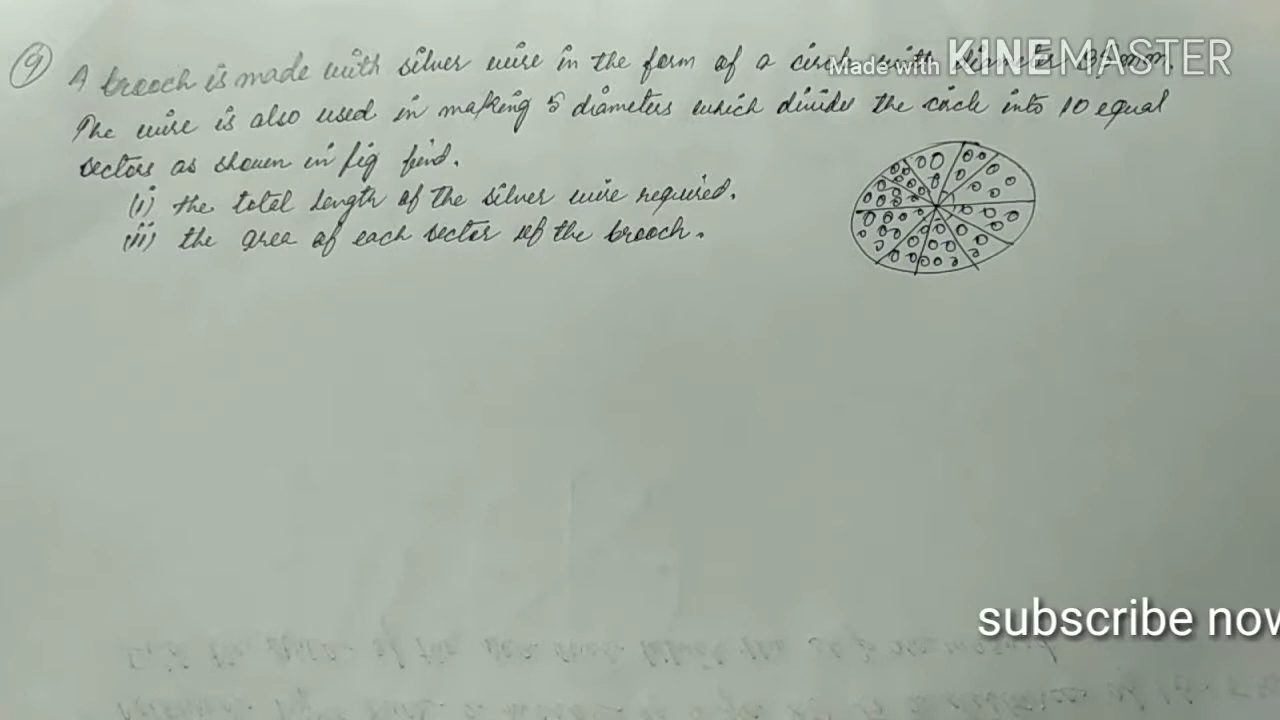 9 A brooch is made with silver wire in the form of a circle with diameter
Made with KINEMASTER
The wire is also used in making 5 diameters which divides the circle into 10 equal
sectors as shown in fig find.
(i) the total length of the silver wire required.
(ii) the area of each sector of the brooch.
subscribe now